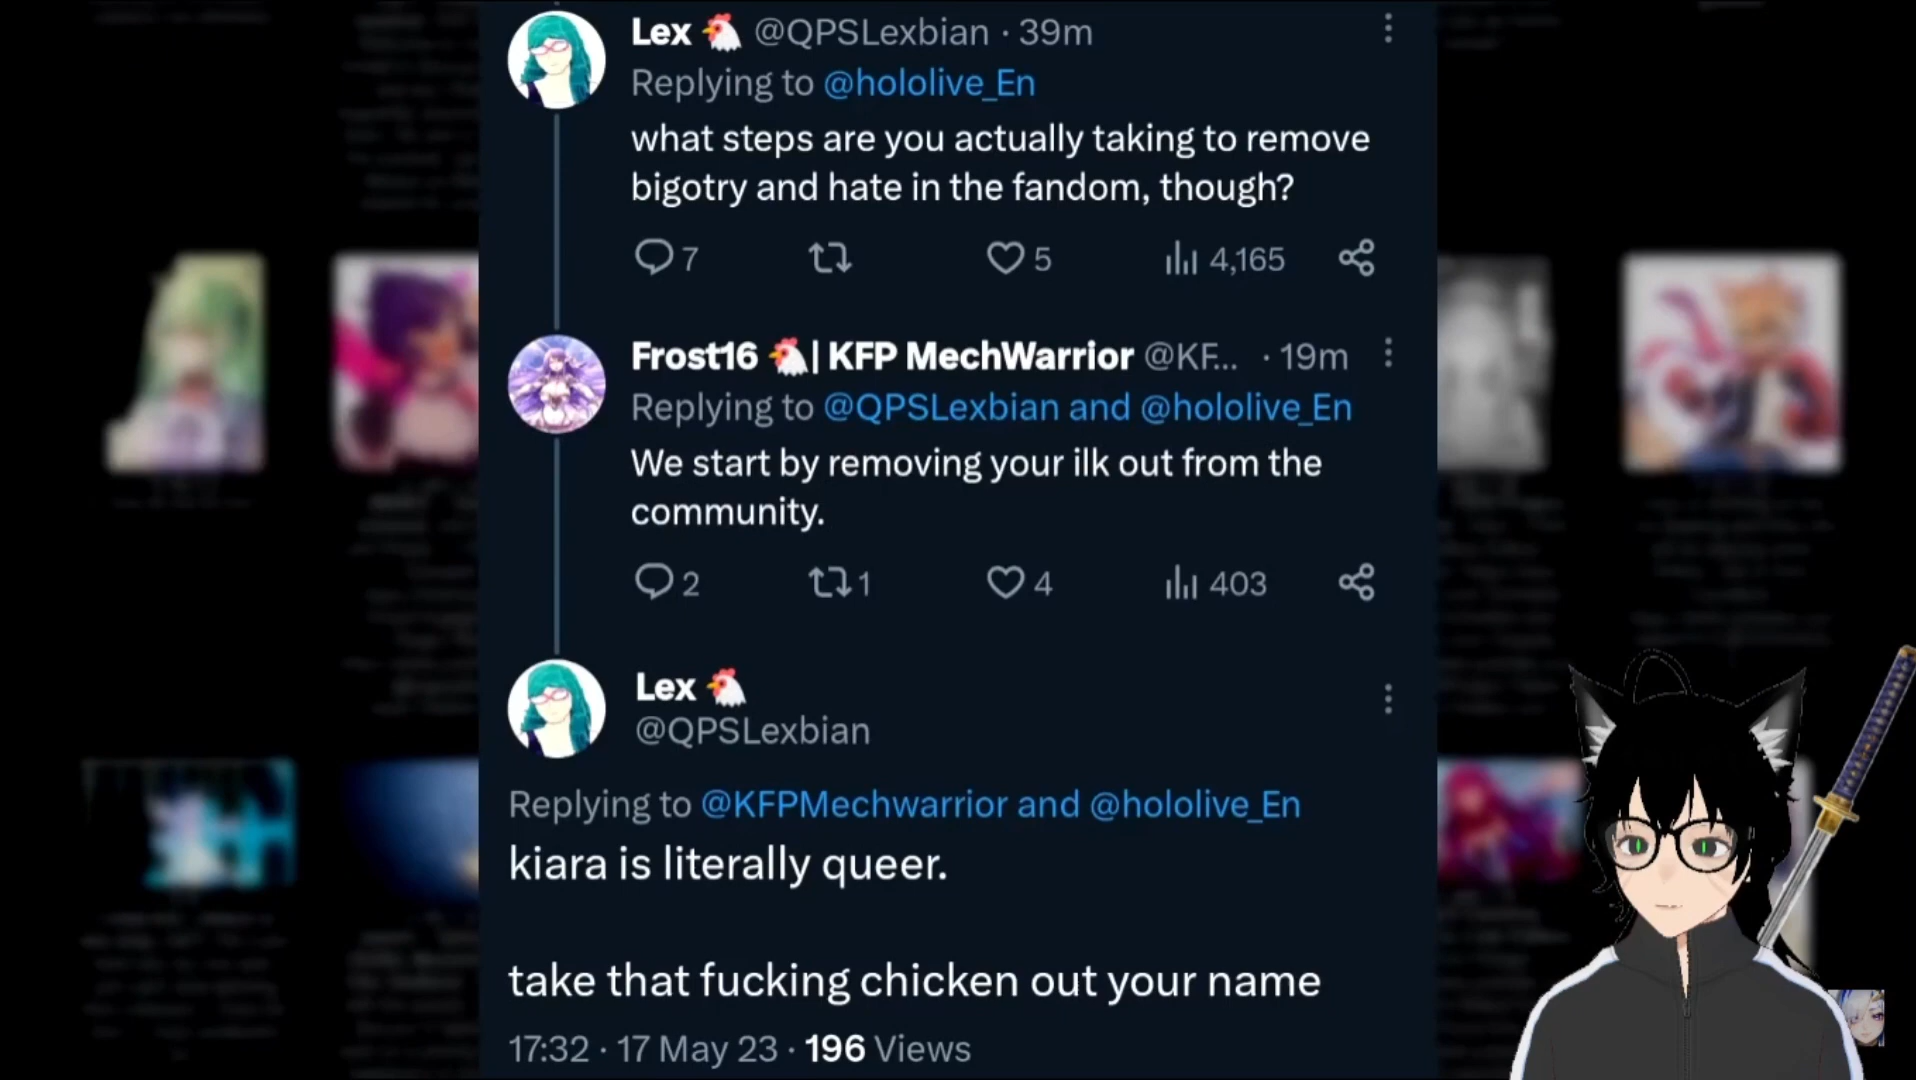 Lex 🐔 @QPSLexbian · 39m
Replying to @hololive_En
what steps are you actually taking to remove
bigotry and hate in the fandom, though?
7 5 4,165
Frost16 🐔| KFP MechWarrior @KF... · 19m
Replying to @QPSLexbian and @hololive_En
We start by removing your ilk out from the
community.
2 1 4 403
Lex 🐔
@QPSLexbian
Replying to @KFPMechwarrior and @hololive_En
kiara is literally queer.
take that fucking chicken out your name
17:32 · 17 May 23 · 196 Views